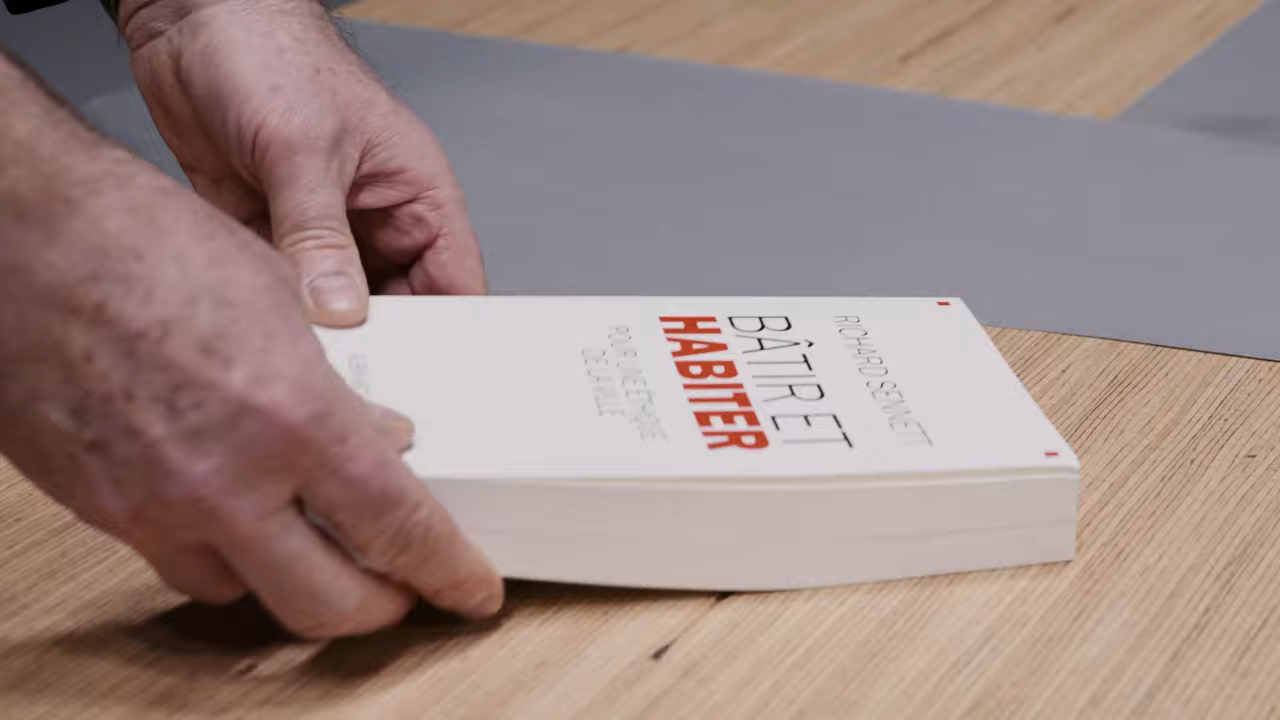 RICHARD SENNETT
BÂTIR ET
HABITER
POUR UNE ÉTHIQUE
DE LA VILLE